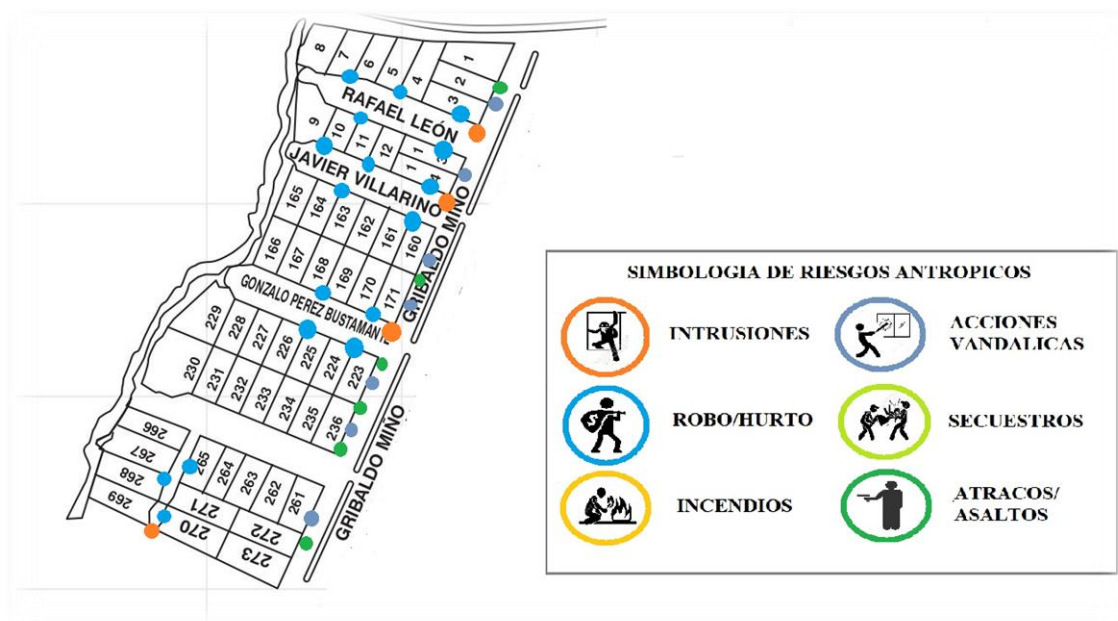 8 7 6 5 4 1
2
3
RAFAEL LEÓN
9 10 11 12 1 3
1 4
JAVIER VILLARINO
165 164 163 162 161 160
166 167 168 169 170 171
GRIBALDO MINO
GONZALO PEREZ BUSTAMANT
229 228 227 226 225 224 223
230 231 232 233 234 235 236
GRIBALDO MINO
266
267
268
269
265 264 263 262 261
271 272
270 273
GRIBALDO MINO
SIMBOLOGIA DE RIESGOS ANTROPICOS
INTRUSIONES
ACCIONES
VANDALICAS
ROBO/HURTO
SECUESTROS
INCENDIOS
ATRACOS/
ASALTOS